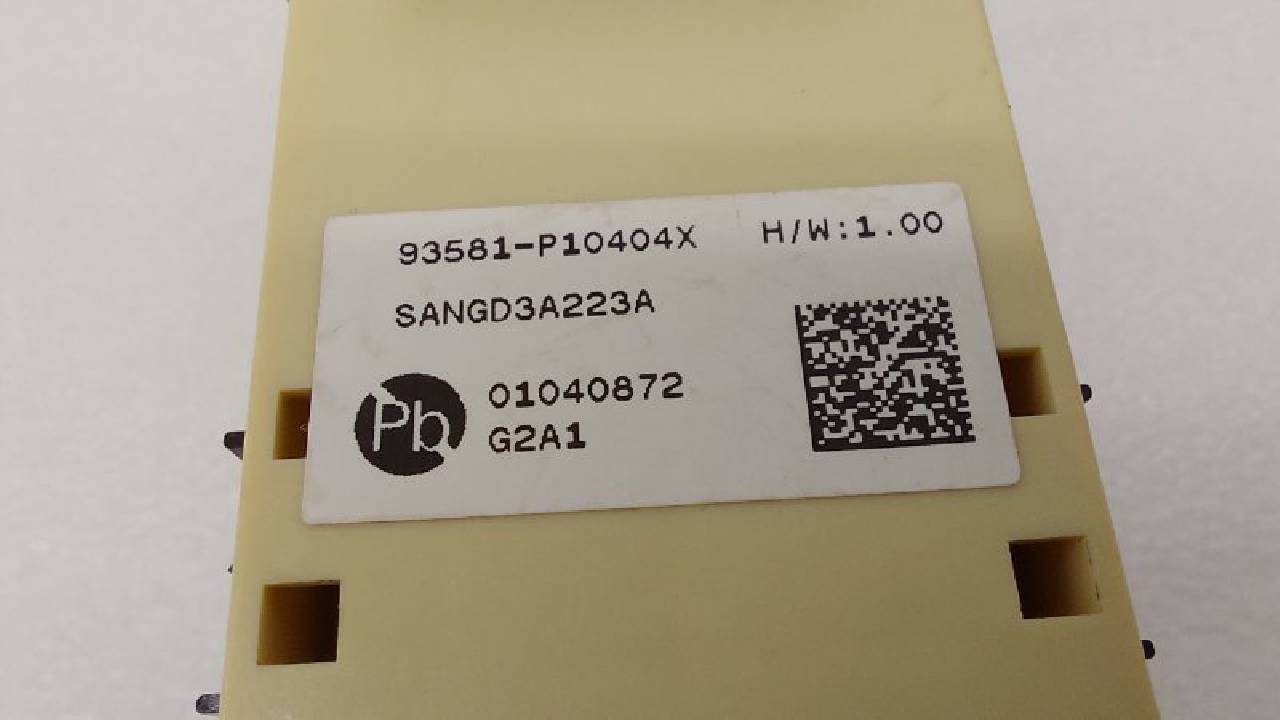 93581-P10404X H/W:1.00
SANGD3A223A
Pb 01040872
G2A1